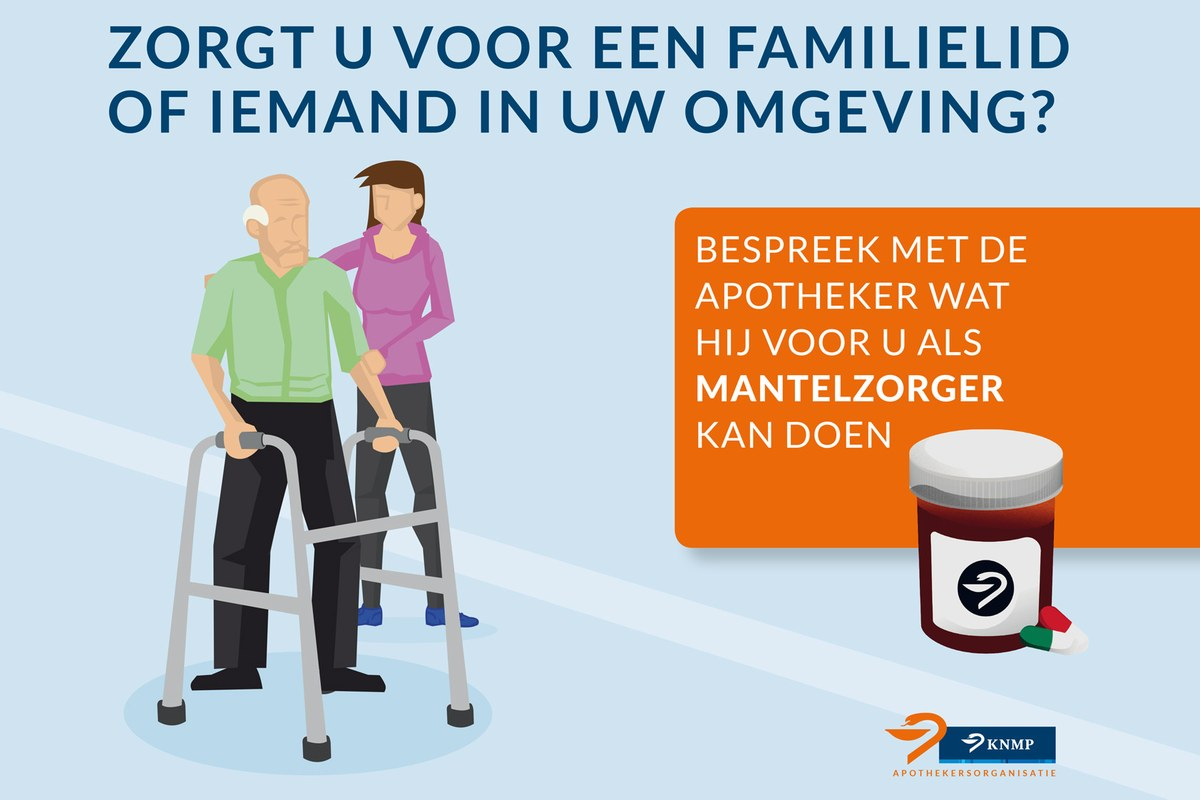 ZORGT U VOOR EEN FAMILIELID
OF IEMAND IN UW OMGEVING?
BESPREEK MET DE
APOTHEKER WAT
HIJ VOOR U ALS
MANTELZORGER
KAN DOEN
KNMP
APOTHEKERSORGANISATIE